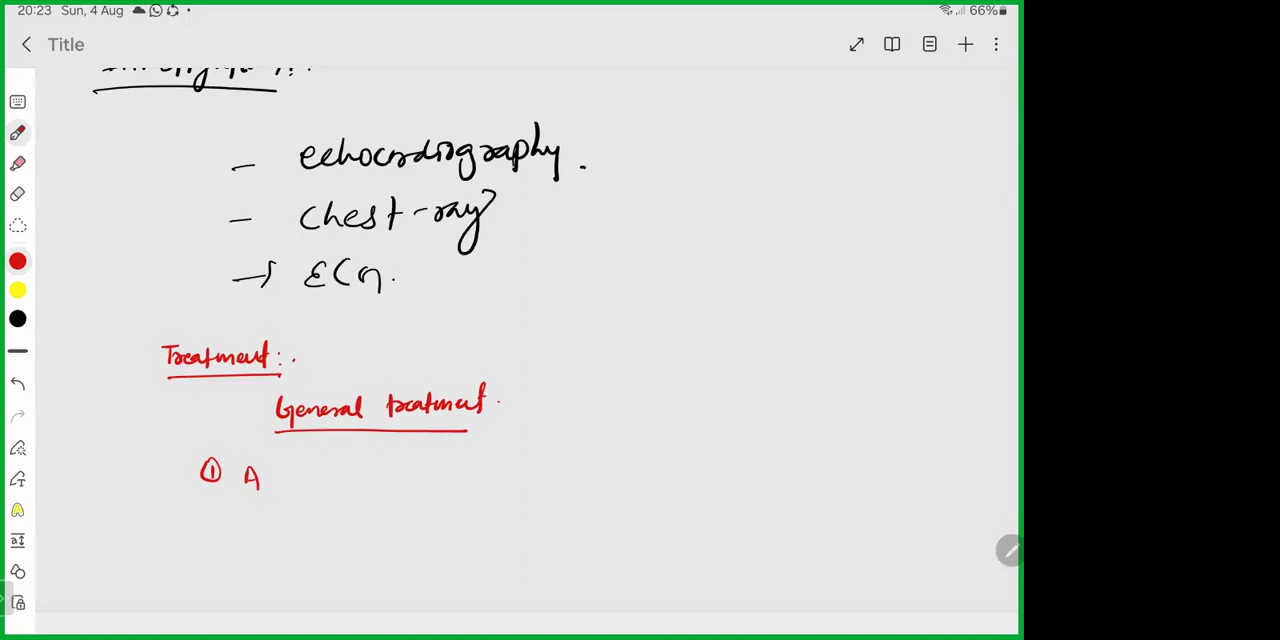 20:23 Sun, 4 Aug 66%
Title
- echocardiography.
- chest-ray
→ ECG.
Treatment:.
General treatment.
① A